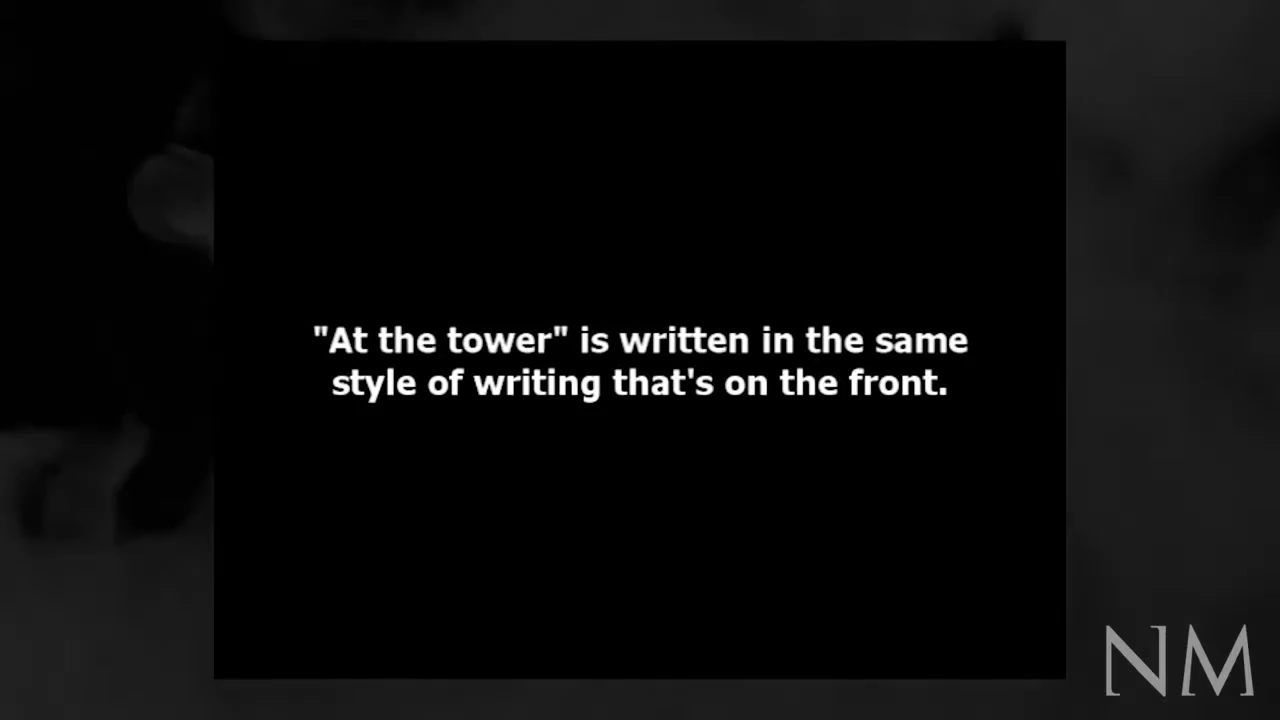 "At the tower" is written in the same
style of writing that's on the front.
NM